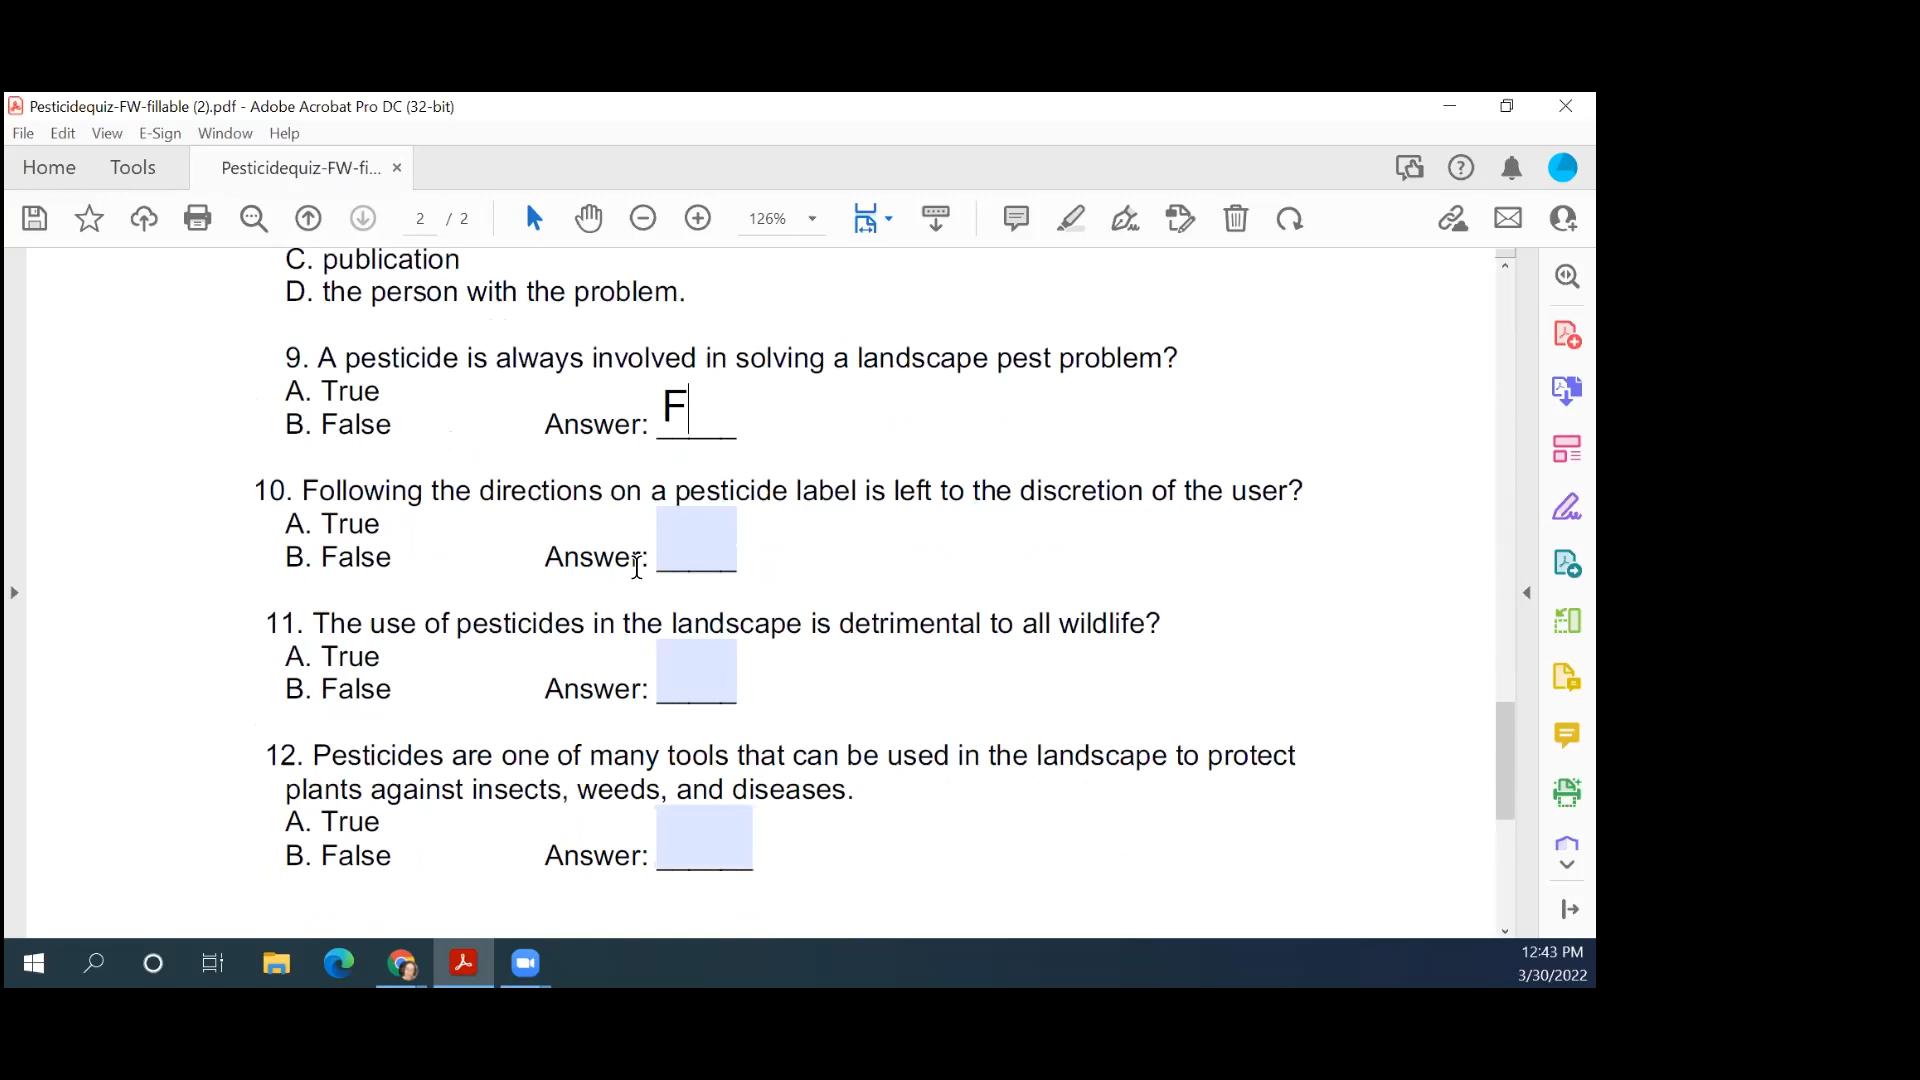 Pesticidequiz-FW-fillable (2).pdf - Adobe Acrobat Pro DC (32-bit)
File Edit View E-Sign Window Help
Home Tools Pesticidequiz-FW-fi...
2 / 2 126%
C. publication
D. the person with the problem.
9. A pesticide is always involved in solving a landscape pest problem?
A. True
B. False Answer: F
10. Following the directions on a pesticide label is left to the discretion of the user?
A. True
B. False Answer:
11. The use of pesticides in the landscape is detrimental to all wildlife?
A. True
B. False Answer:
12. Pesticides are one of many tools that can be used in the landscape to protect
plants against insects, weeds, and diseases.
A. True
B. False Answer:
12:43 PM
3/30/2022